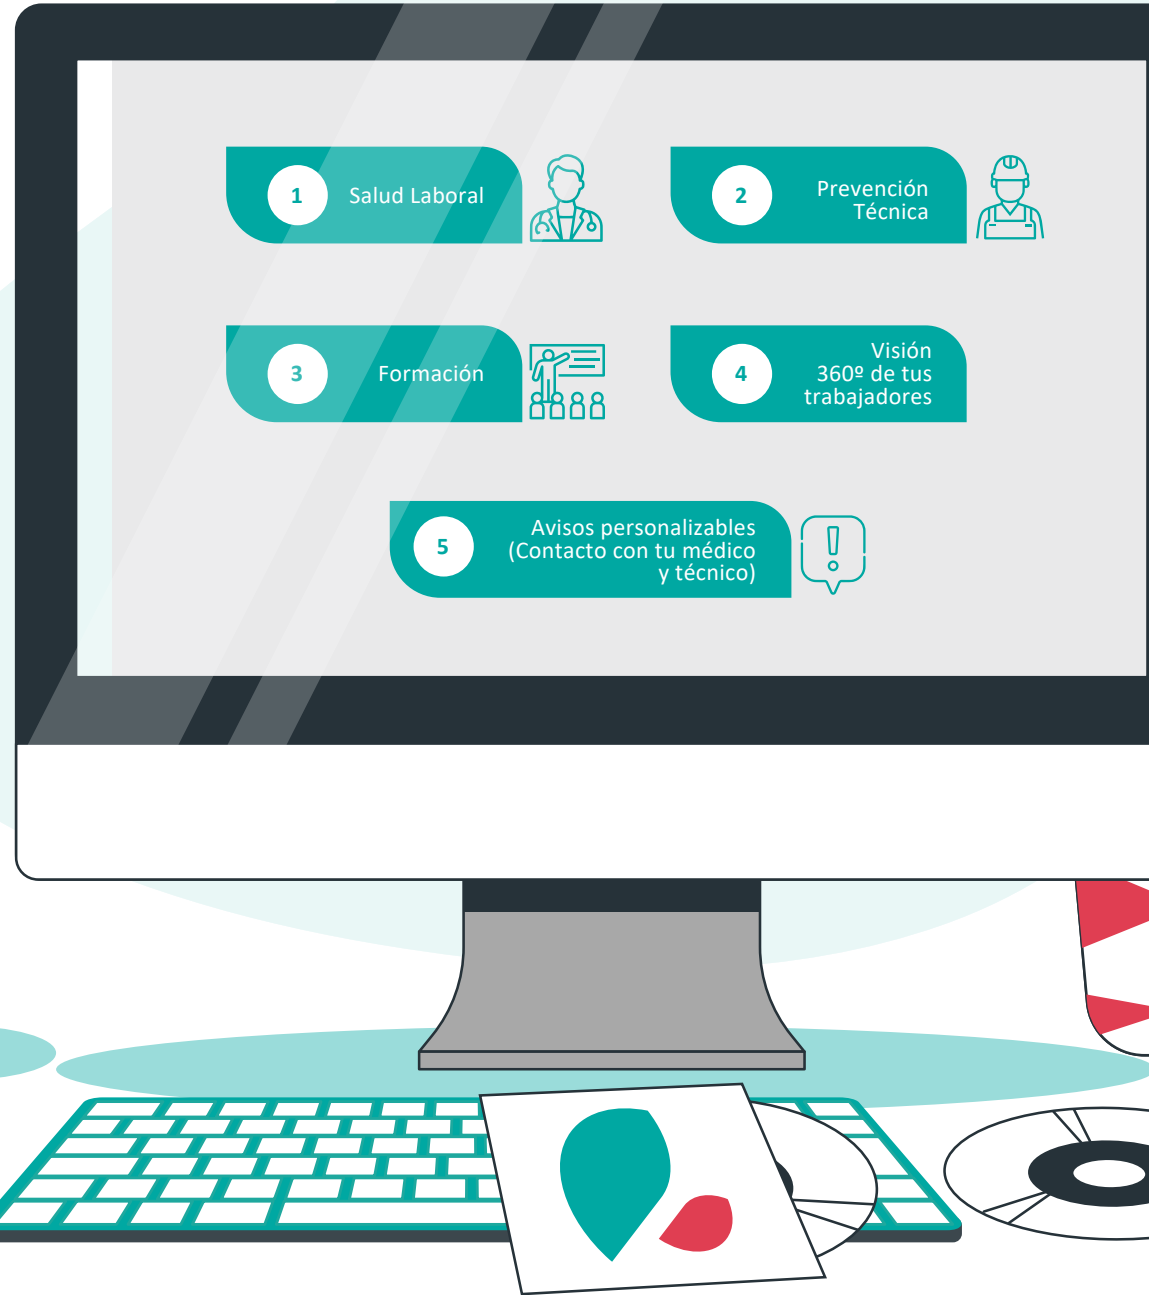 1
Salud Laboral
2
Prevención
Técnica
3
Formación
4
Visión
360º de tus
trabajadores
5
Avisos personalizables
(Contacto con tu médico
y técnico)